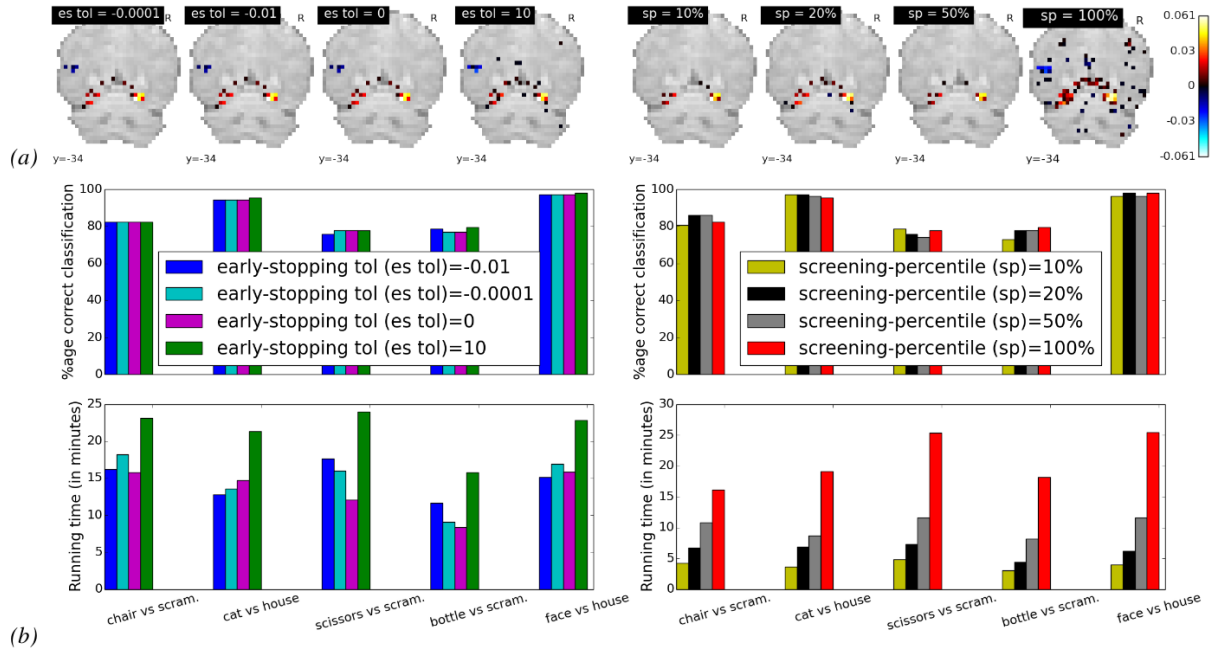 es tol = -0.0001
R
es tol = -0.01
R
es tol = 0
R
es tol = 10
R
sp = 10%
R
sp = 20%
R
sp = 50%
R
sp = 100%
R
0.061
0.03
0
-0.03
-0.061
(a)
y=-34
y=-34
y=-34
y=-34
y=-34
y=-34
y=-34
y=-34
%age correct classification
100
80
60
40
20
0
early-stopping tol (es tol)=-0.01
early-stopping tol (es tol)=-0.0001
early-stopping tol (es tol)=0
early-stopping tol (es tol)=10
%age correct classification
100
80
60
40
20
0
screening-percentile (sp)=10%
screening-percentile (sp)=20%
screening-percentile (sp)=50%
screening-percentile (sp)=100%
Running time (in minutes)
25
20
15
10
5
0
chair vs scram.
cat vs house
scissors vs scram.
bottle vs scram.
face vs house
Running time (in minutes)
30
25
20
15
10
5
0
chair vs scram.
cat vs house
scissors vs scram.
bottle vs scram.
face vs house
(b)